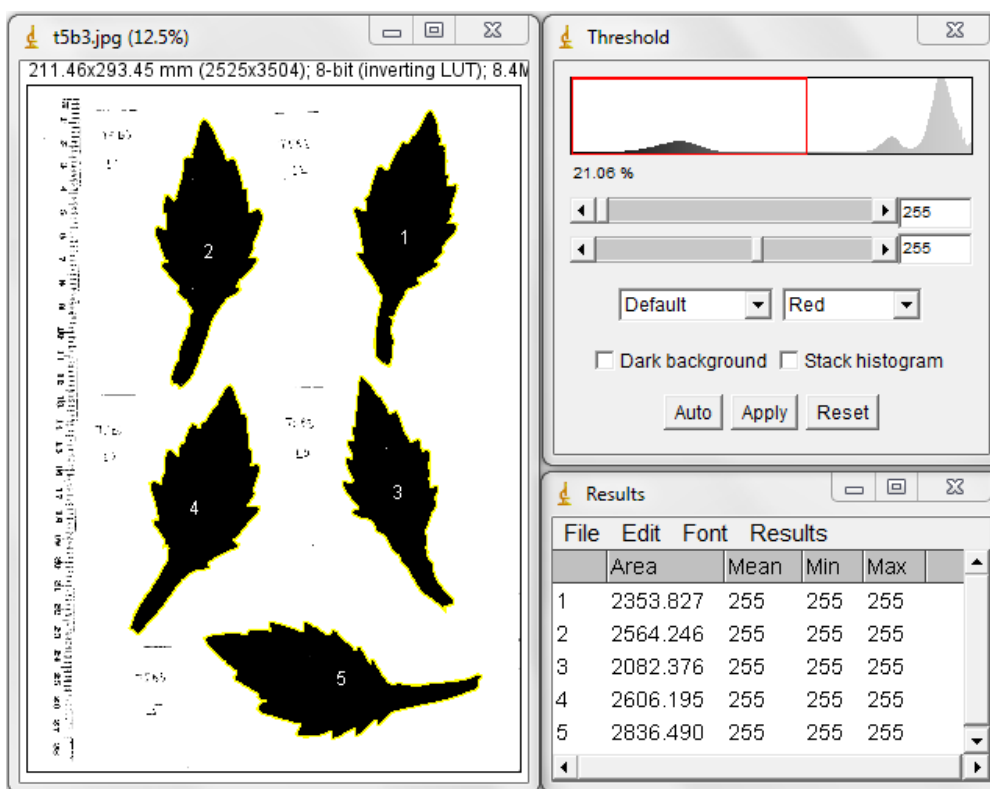 t5b3.jpg (12.5%)
211.46x293.45 mm (2525x3504); 8-bit (inverting LUT); 8.4M
2
1
4
3
5
Threshold
21.06 %
255
255
Default Red
Dark background Stack histogram
Auto Apply Reset
Results
File Edit Font Results
Area Mean Min Max
1 2353.827 255 255 255
2 2564.246 255 255 255
3 2082.376 255 255 255
4 2606.195 255 255 255
5 2836.490 255 255 255